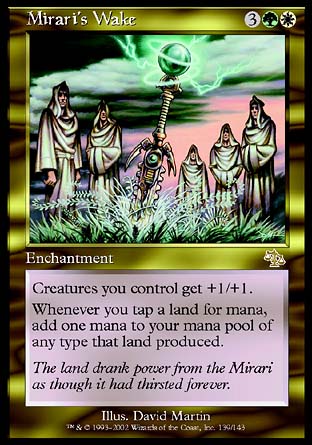 Mirari's Wake 3
Enchantment
Creatures you control get +1/+1.
Whenever you tap a land for mana,
add one mana to your mana pool of
any type that land produced.
The land drank power from the Mirari
as though it had thirsted forever.
Illus. David Martin
™ & © 1993-2002 Wizards of the Coast, Inc. 139/143